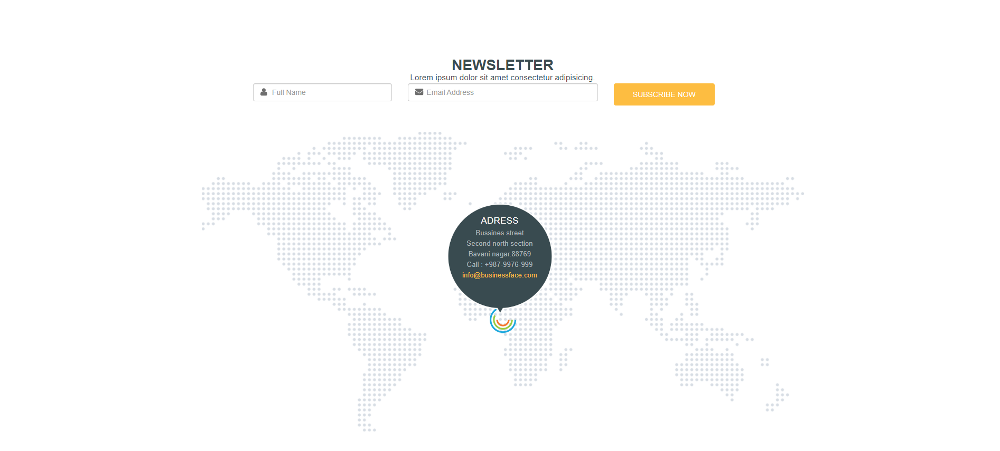 NEWSLETTER
Lorem ipsum dolor sit amet consectetur adipisicing.
Full Name
Email Address
SUBSCRIBE NOW
ADRESS
Bussines street
Second north section
Bavani nagar.88769
Call : +987-9976-999
info@businessface.com